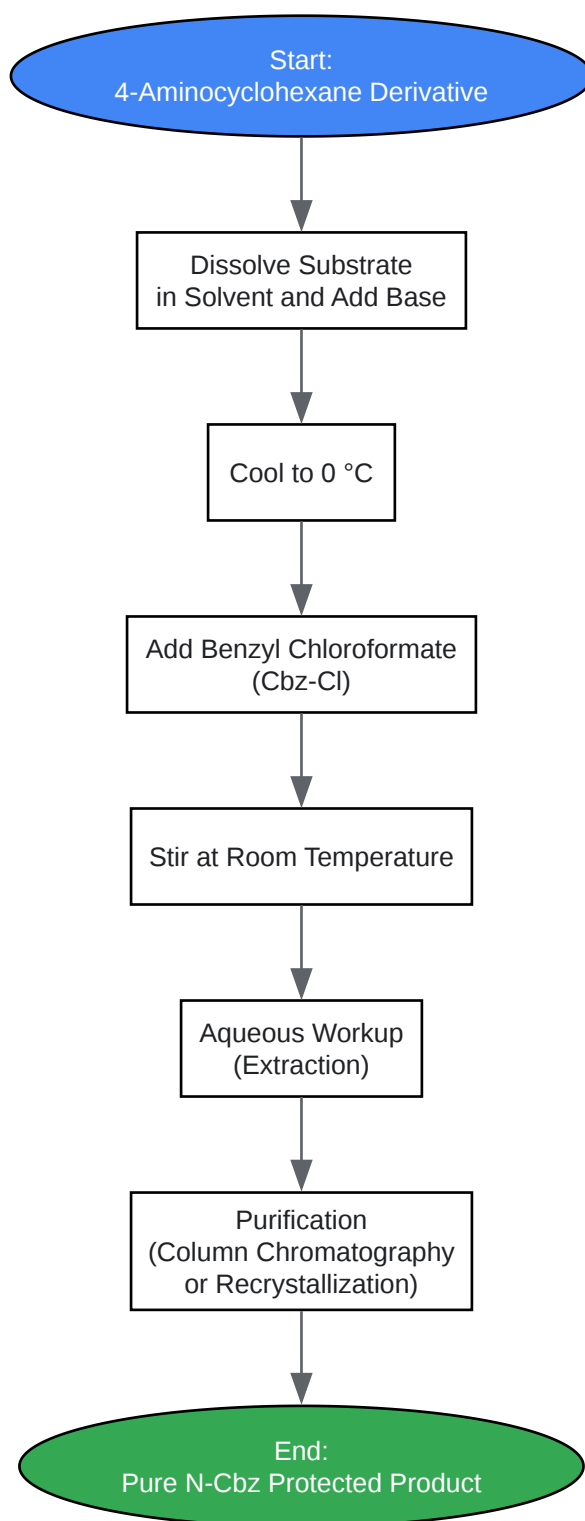 Start:
4-Aminocyclohexane Derivative
Dissolve Substrate
in Solvent and Add Base
Cool to 0 °C
Add Benzyl Chloroformate
(Cbz-Cl)
Stir at Room Temperature
Aqueous Workup
(Extraction)
Purification
(Column Chromatography
or Recrystallization)
End:
Pure N-Cbz Protected Product